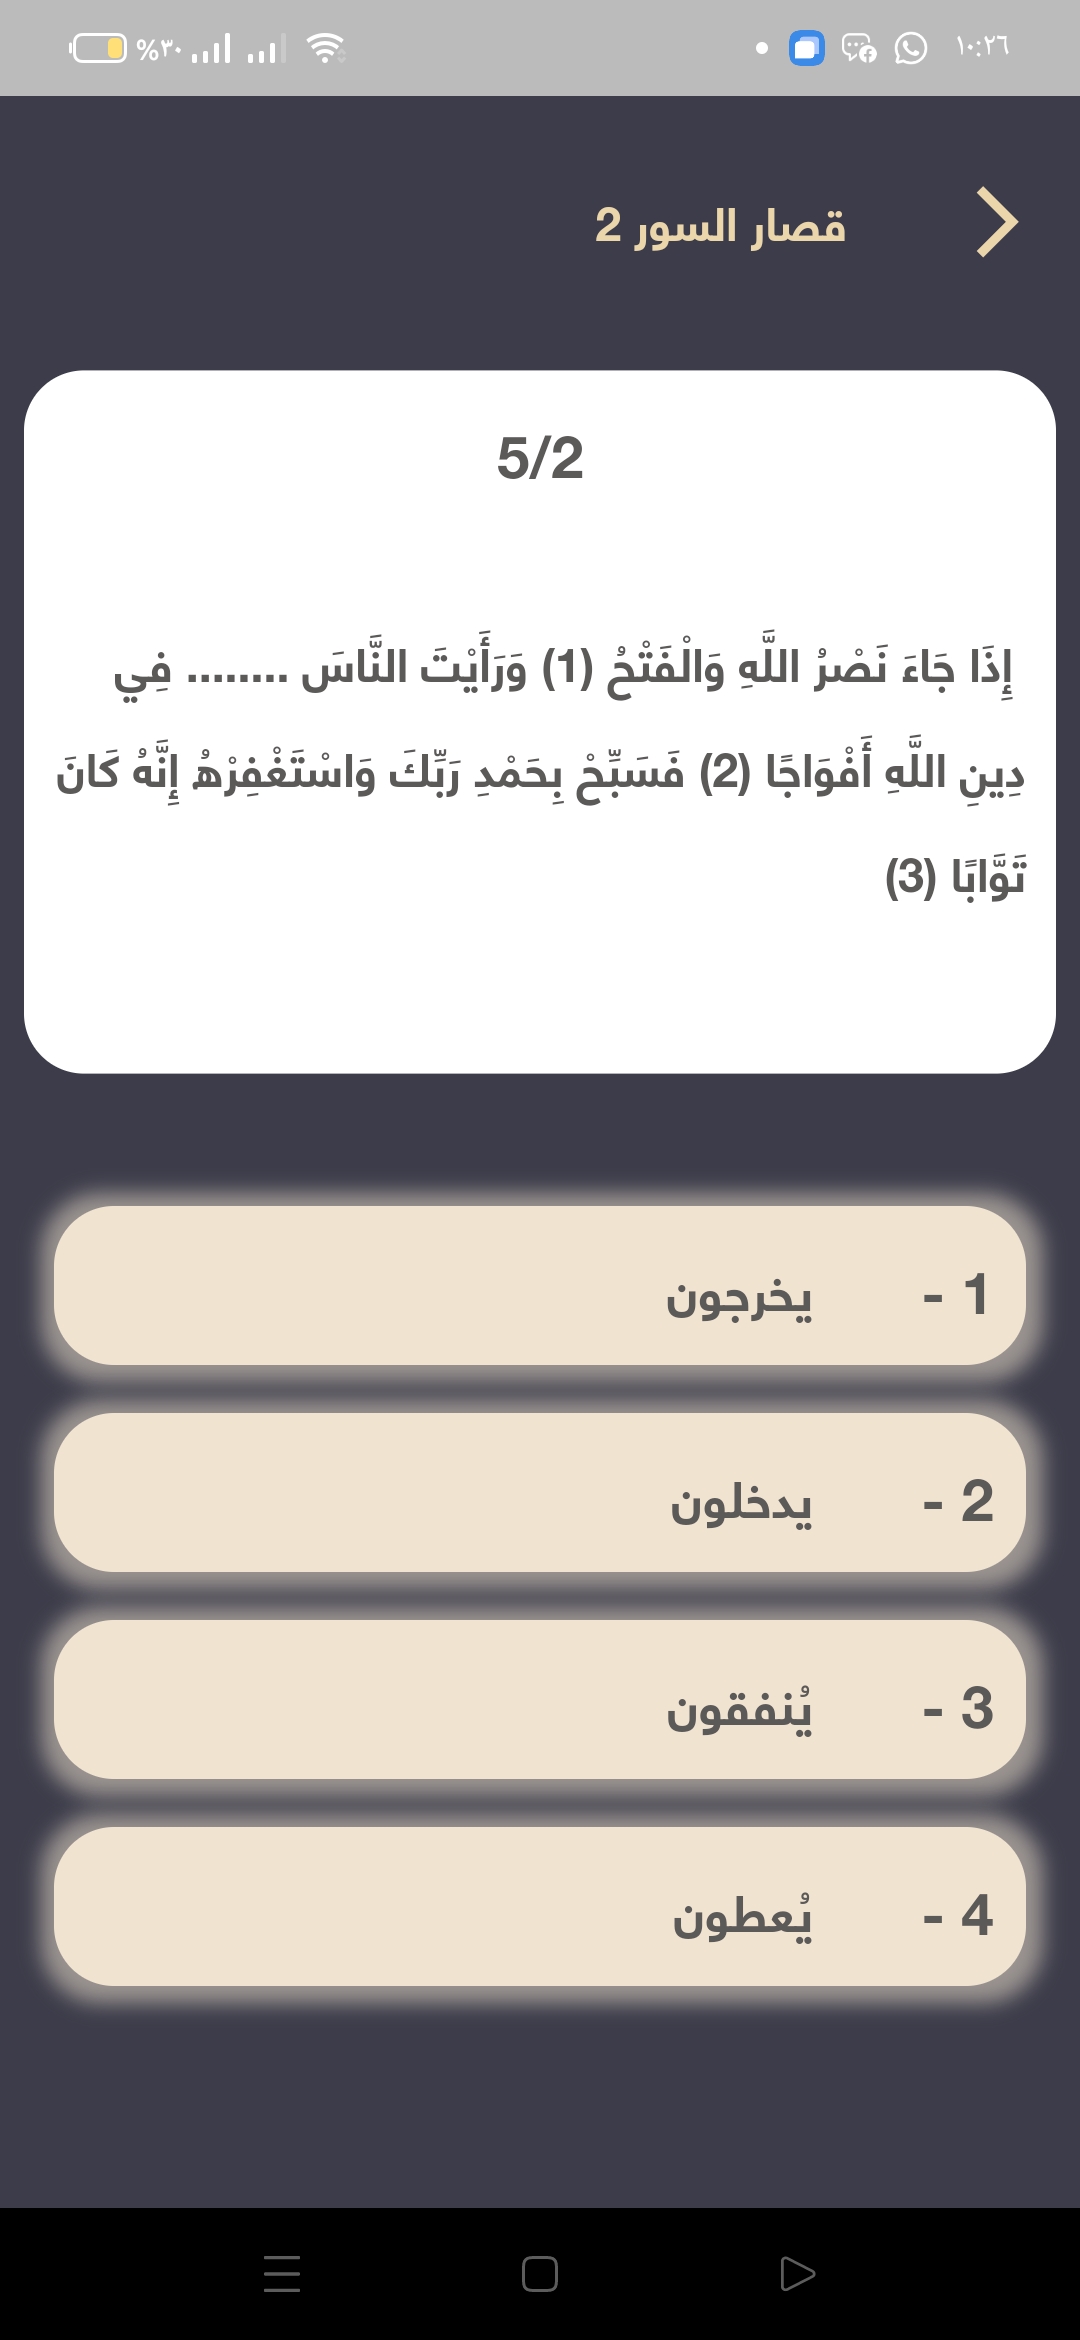 ١٠:٢٦
%٣٠
قصار السور 2
5/2
إِذَا جَاءَ نَصْرُ اللَّهِ وَالْفَتْحُ (1) وَرَأَيْتَ النَّاسَ ........ فِي
دِينِ اللَّهِ أَفْوَاجًا (2) فَسَبِّحْ بِحَمْدِ رَبِّكَ وَاسْتَغْفِرْهُ إِنَّهُ كَانَ
تَوَّابًا (3)
1 - يخرجون
2 - يدخلون
3 - يُنفقون
4 - يُعطون